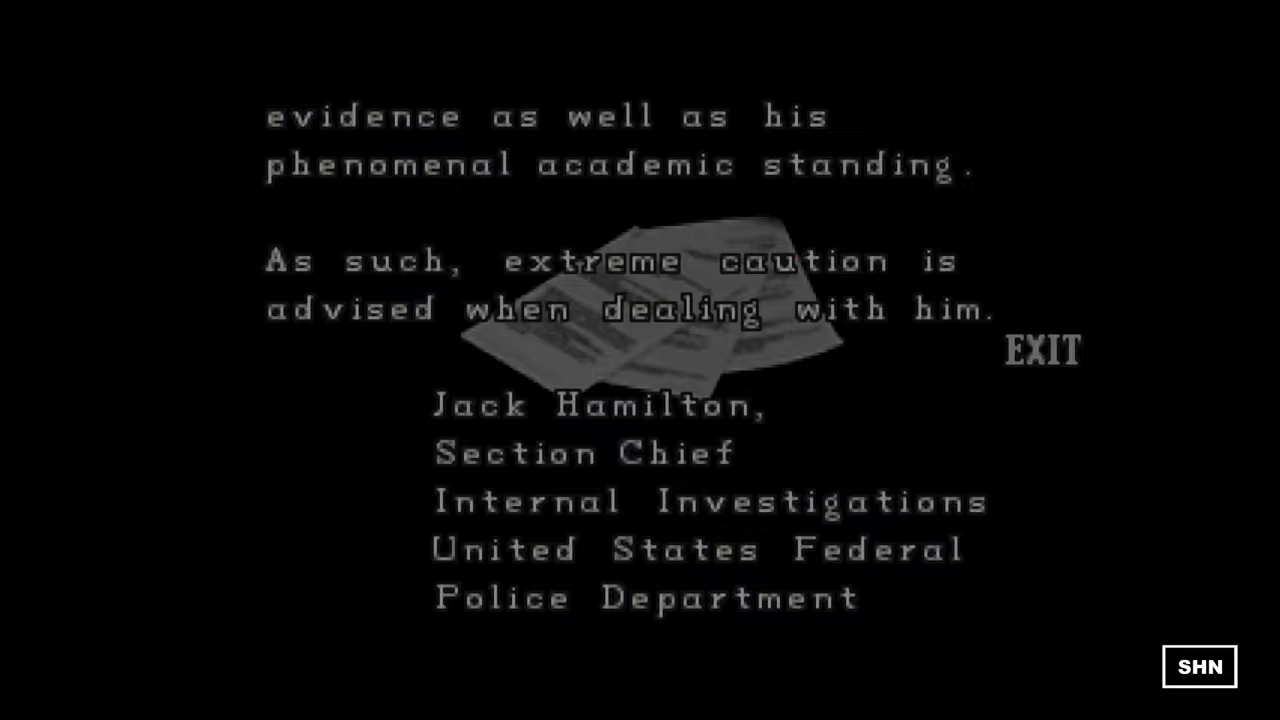 evidence as well as his
phenomenal academic standing.
As such, extreme caution is
advised when dealing with him.
EXIT
Jack Hamilton,
Section Chief
Internal Investigations
United States Federal
Police Department
SHN